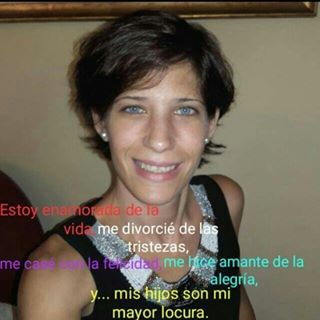 Estoy enamorada de la
vida, me divorcié de las
tristezas,
me case con la felicidad, me hice amante de la
alegría,
y... mis hijos son mi
mayor locura.